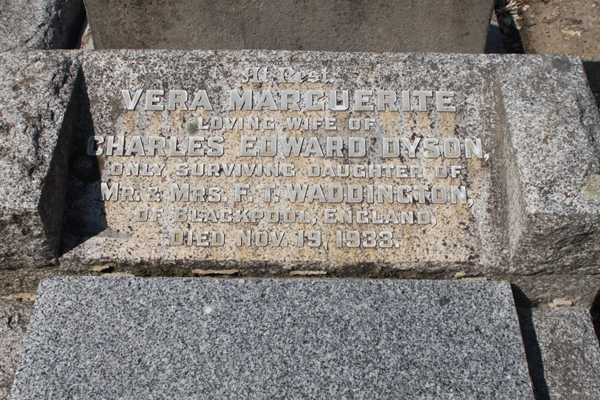 At Rest.
VERA MARGUERITE
LOVING WIFE OF
CHARLES EDWARD DYSON,
ONLY SURVIVING DAUGHTER OF
MR. & MRS. F. T. WADDINGTON,
OF BLACKPOOL, ENGLAND,
DIED NOV. 19, 1933.